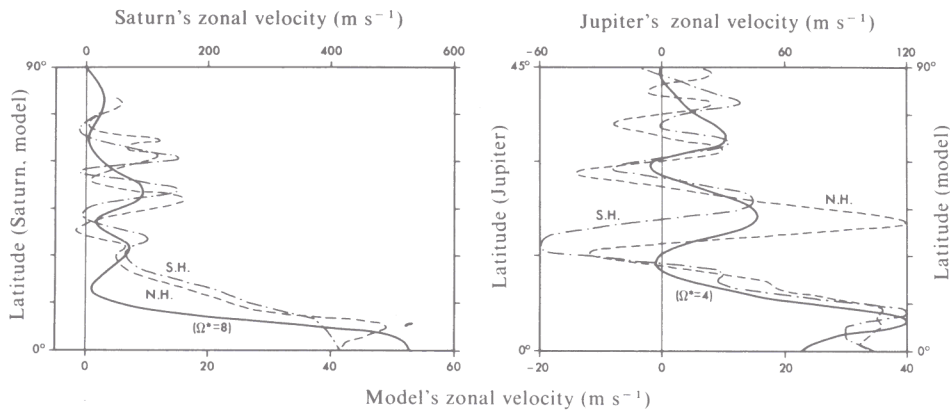 Saturn's zonal velocity (m s⁻¹)
0 200 400 600
90°
Latitude (Saturn, model)
S.H.
N.H.
(Ω*=8)
0°
0 20 40 60
Jupiter's zonal velocity (m s⁻¹)
-60 0 60 120
45° 90°
Latitude (Jupiter)
Latitude (model)
N.H.
S.H.
(Ω*=4)
0° 0°
-20 0 20 40
Model's zonal velocity (m s⁻¹)